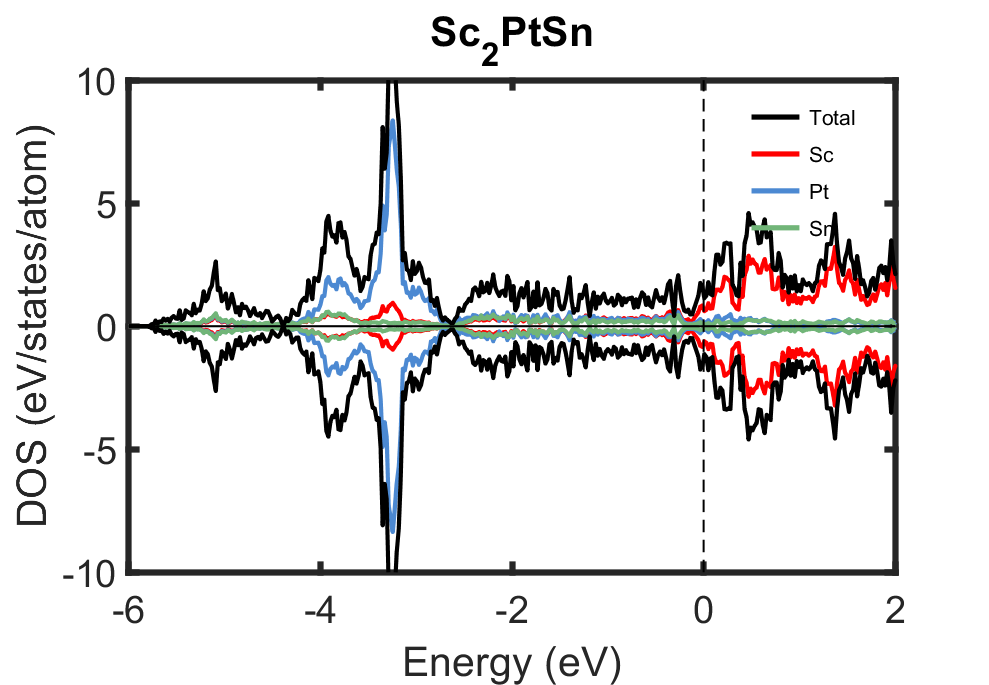 Sc₂PtSn
10
5
0
-5
-10
DOS (eV/states/atom)
Total
Sc
Pt
Sn
-6
-4
-2
0
2
Energy (eV)